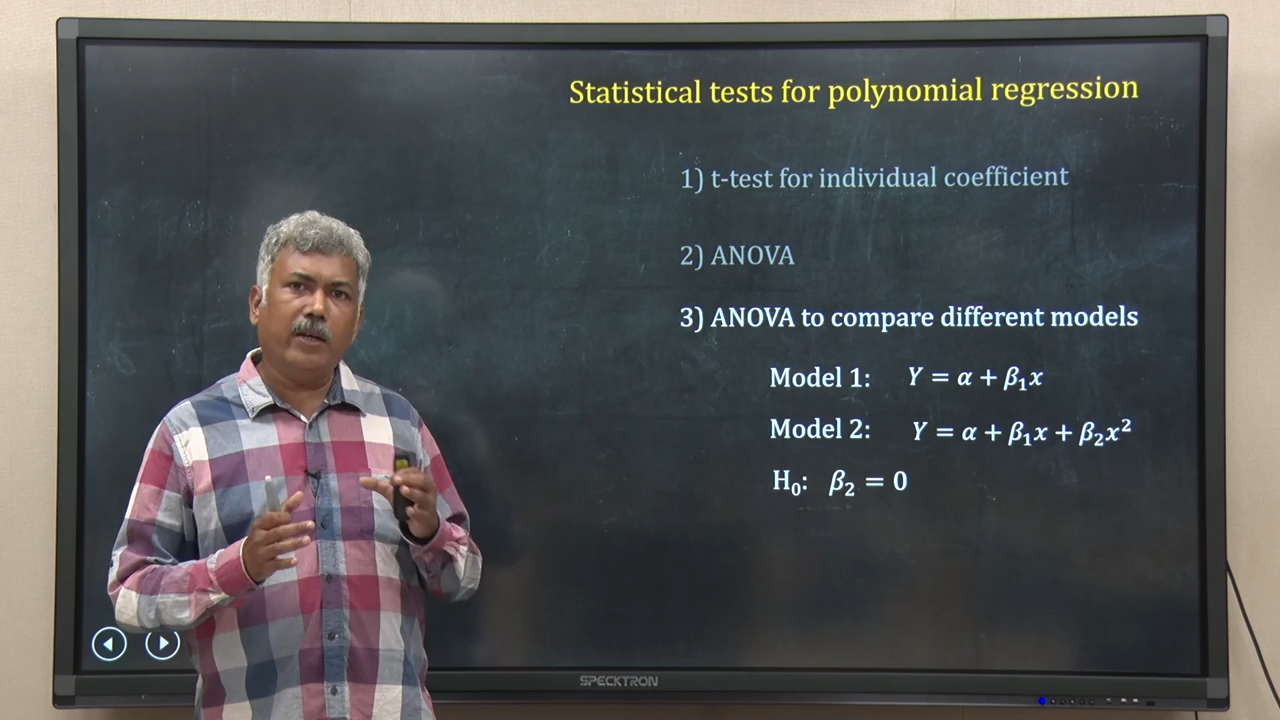 Statistical tests for polynomial regression
1) t-test for individual coefficient
2) ANOVA
3) ANOVA to compare different models
Model 1: Y = α + β₁x
Model 2: Y = α + β₁x + β₂x²
H₀: β₂ = 0
SPECKTRON